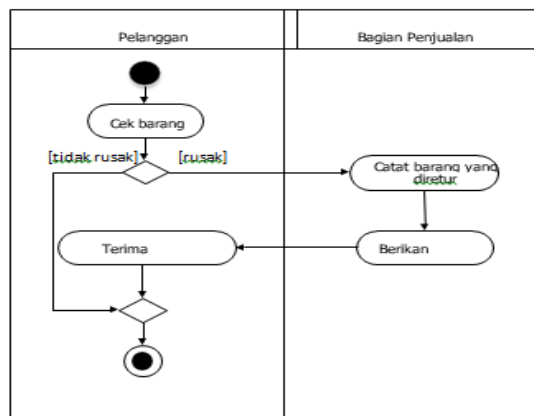 Pelanggan
Bagian Penjualan
Cek barang
[tidak rusak]
[rusak]
Catat barang yang
diretur
Terima
Berikan